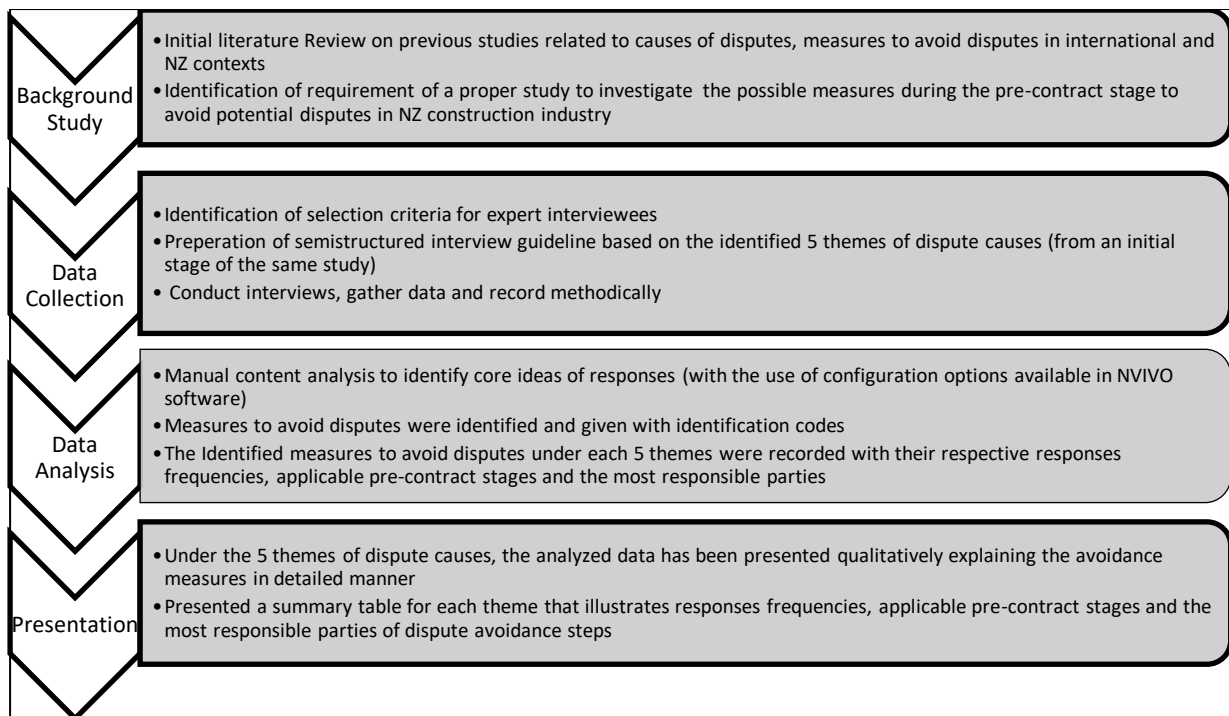 Background
Study
•Initial literature Review on previous studies related to causes of disputes, measures to avoid disputes in international and
NZ contexts
•Identification of requirement of a proper study to investigate the possible measures during the pre-contract stage to
avoid potential disputes in NZ construction industry
Data
Collection
•Identification of selection criteria for expert interviewees
•Preperation of semistructured interview guideline based on the identified 5 themes of dispute causes (from an initial
stage of the same study)
• Conduct interviews, gather data and record methodically
Data
Analysis
•Manual content analysis to identify core ideas of responses (with the use of configuration options available in NVIVO
software)
•Measures to avoid disputes were identified and given with identification codes
•The Identified measures to avoid disputes under each 5 themes were recorded with their respective responses
frequencies, applicable pre-contract stages and the most responsible parties
Presentation
•Under the 5 themes of dispute causes, the analyzed data has been presented qualitatively explaining the avoidance
measures in detailed manner
•Presented a summary table for each theme that illustrates responses frequencies, applicable pre-contract stages and the
most responsible parties of dispute avoidance steps